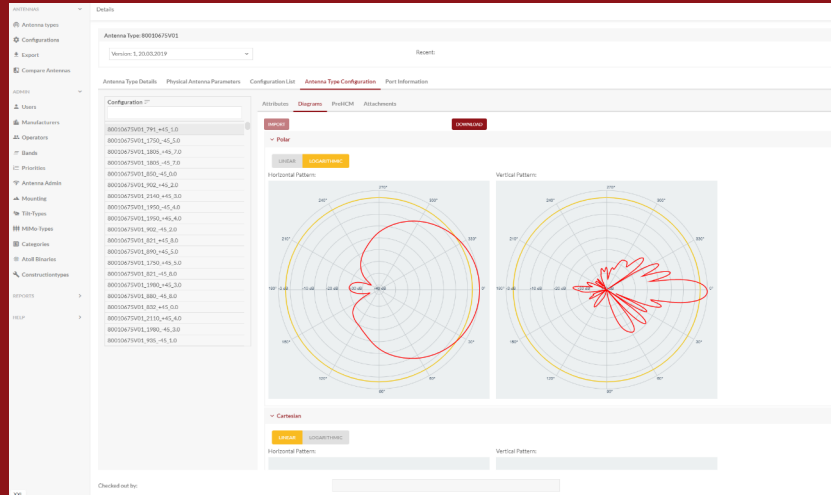 ANTENNAS
Antenna types
Configurations
Export
Compare Antennas
ADMIN
Users
Manufacturers
Operators
Bands
Priorities
Antenna Admin
Mounting
Tilt-Types
MIMo-Types
Categories
Atoll Binaries
Constructiontypes
REPORTS
HELP
Details
Antenna Type: 80010675V01
Version: 1, 20.03.2019
Recent:
Antenna Type Details Physical Antenna Parameters Configuration List Antenna Type Configuration Port Information
Configuration
80010675V01_791_+45_1.0
80010675V01_1750_-45_5.0
80010675V01_1805_+45_7.0
80010675V01_1805_-45_7.0
80010675V01_850_-45_0.0
80010675V01_902_+45_2.0
80010675V01_2140_+45_3.0
80010675V01_1950_-45_4.0
80010675V01_1950_+45_4.0
80010675V01_902_-45_2.0
80010675V01_821_+45_8.0
80010675V01_890_+45_5.0
80010675V01_1750_+45_5.0
80010675V01_821_-45_8.0
80010675V01_1980_+45_3.0
80010675V01_880_-45_8.0
80010675V01_832_+45_0.0
80010675V01_2110_+45_4.0
80010675V01_1980_-45_3.0
80010675V01_935_-45_1.0
Attributes Diagrams ProtICM Attachments
IMPORT DOWNLOAD
Polar
LINEAR LOGARITHMIC
Horizontal Pattern:
Vertical Pattern:
Cartesian
LINEAR LOGARITHMIC
Horizontal Pattern:
Vertical Pattern:
Checked out by: